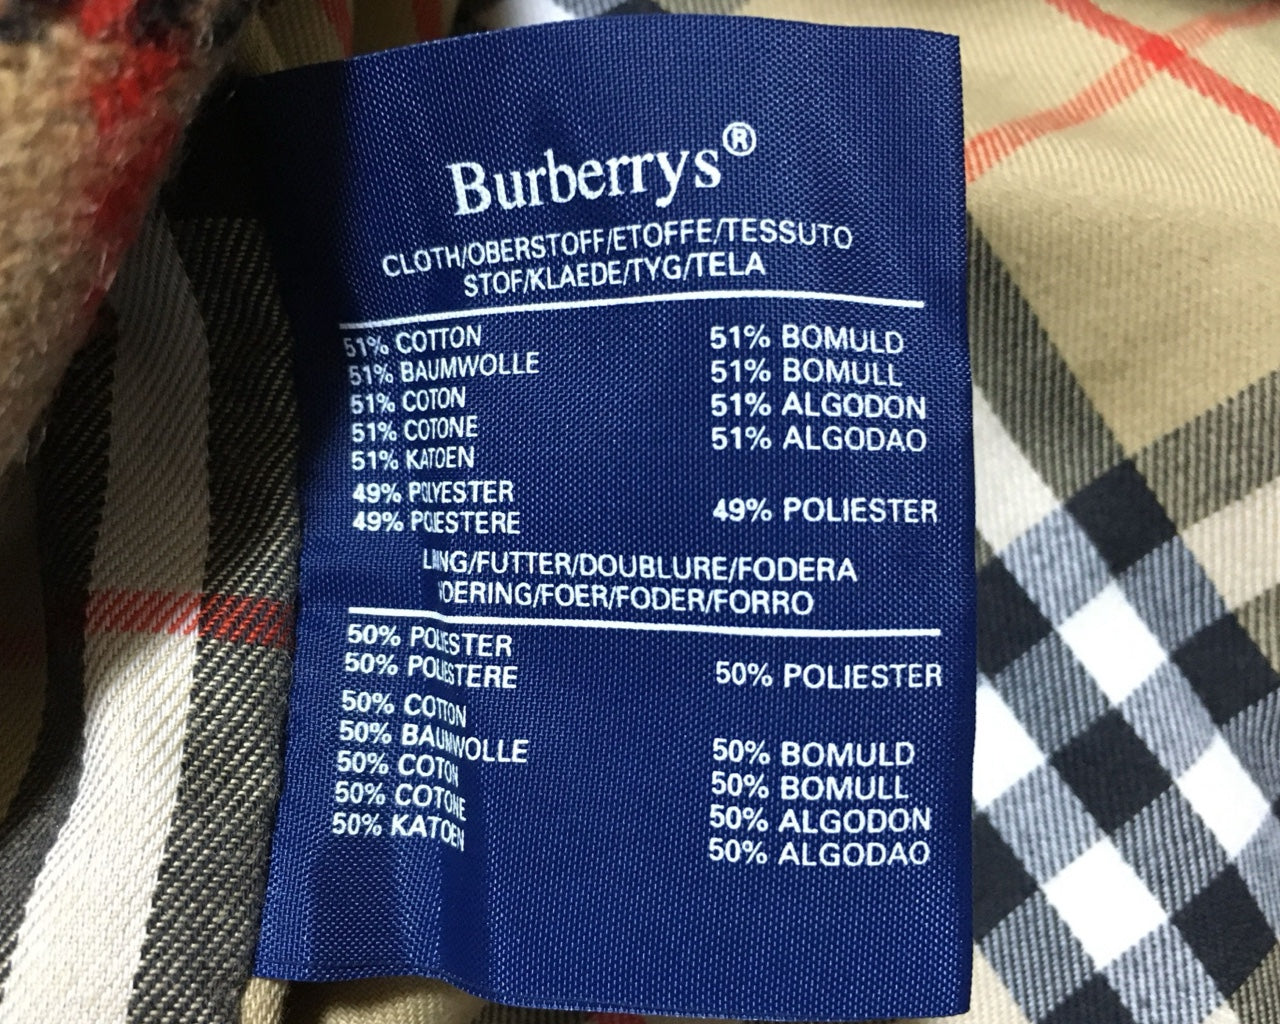 Burberrys®
CLOTH/OBERSTOFF/ETOFFE/TESSUTO
STOF/KLAEDE/TYG/TELA
51% COTTON
51% BAUMWOLLE
51% COTON
51% COTONE
51% KATOEN
49% POLYESTER
49% POESTERE
51% BOMULD
51% BOMULL
51% ALGODON
51% ALGODAO
49% POLIESTER
LINING/FUTTER/DOUBLURE/FODERA
OERING/FOER/FODER/FORRO
50% POLIESTER
50% POLIESTERE
50% COTTON
50% BAUMWOLLE
50% COTON
50% COTONE
50% KATOEN
50% POLIESTER
50% BOMULD
50% BOMULL
50% ALGODON
50% ALGODAO